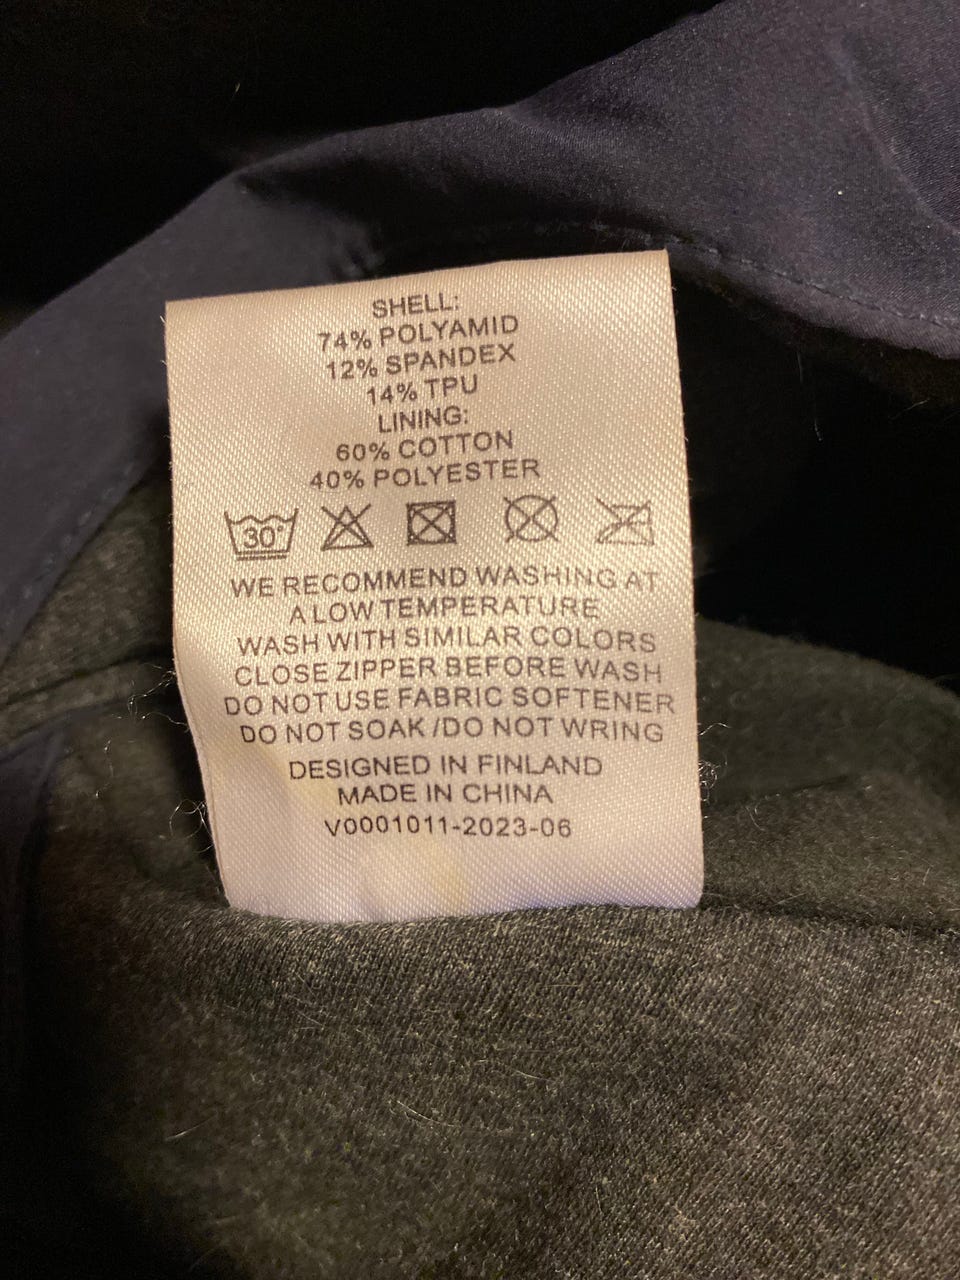 SHELL:
74% POLYAMID
12% SPANDEX
14% TPU
LINING:
60% COTTON
40% POLYESTER
30°
WE RECOMMEND WASHING AT
A LOW TEMPERATURE
WASH WITH SIMILAR COLORS
CLOSE ZIPPER BEFORE WASH
DO NOT USE FABRIC SOFTENER
DO NOT SOAK /DO NOT WRING
DESIGNED IN FINLAND
MADE IN CHINA
V0001011-2023-06